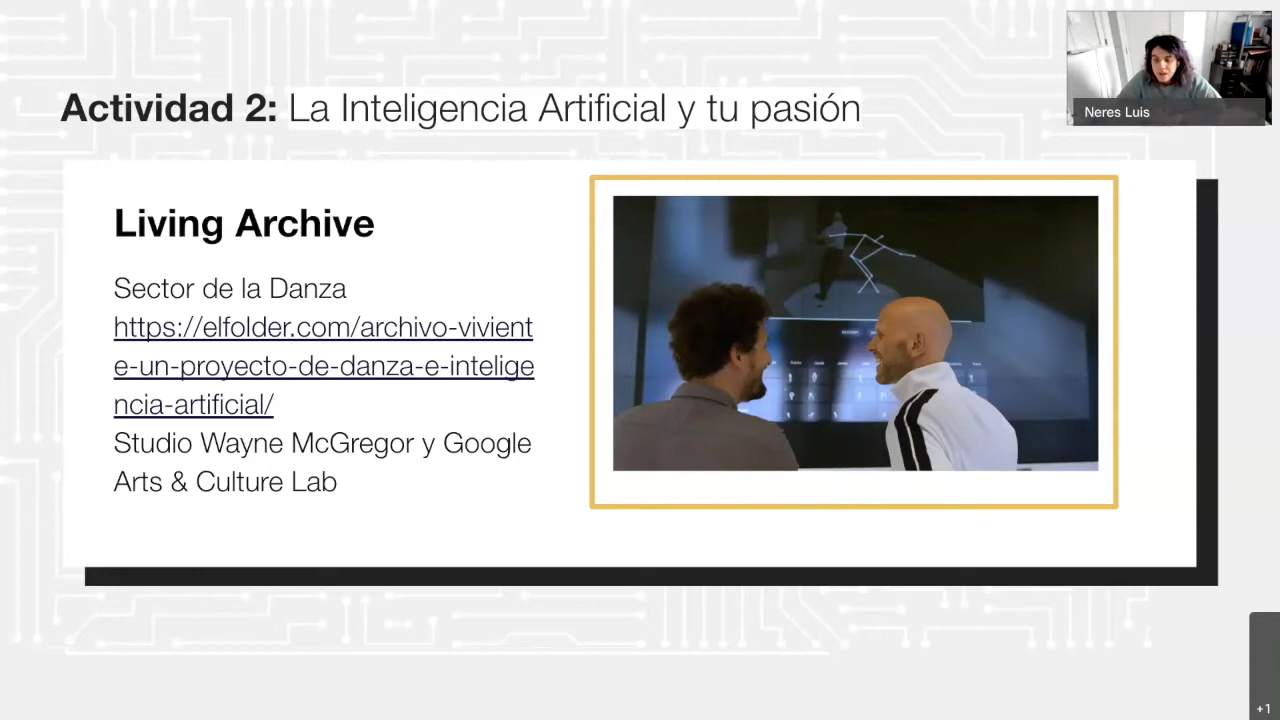 Actividad 2: La Inteligencia Artificial y tu pasión
Neres Luis
Living Archive
Sector de la Danza
https://elfolder.com/archivo-vivient
e-un-proyecto-de-danza-e-intelige
ncia-artificial/
Studio Wayne McGregor y Google
Arts & Culture Lab
+1